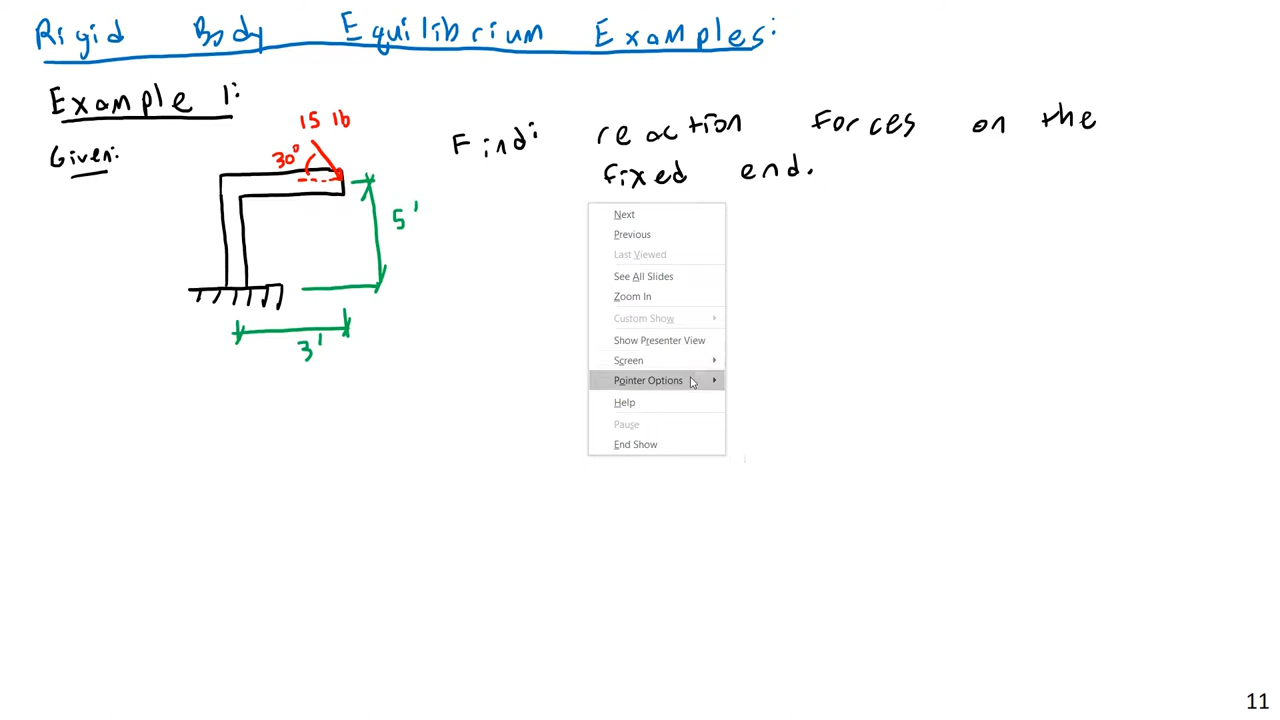 Rigid Body Equilibrium Examples:
Example 1:
Given:
15 lb
30°
5'
3'
Find: reaction forces on the
fixed end.
Next
Previous
Last Viewed
See All Slides
Zoom In
Custom Show
Show Presenter View
Screen
Pointer Options
Help
Pause
End Show
11